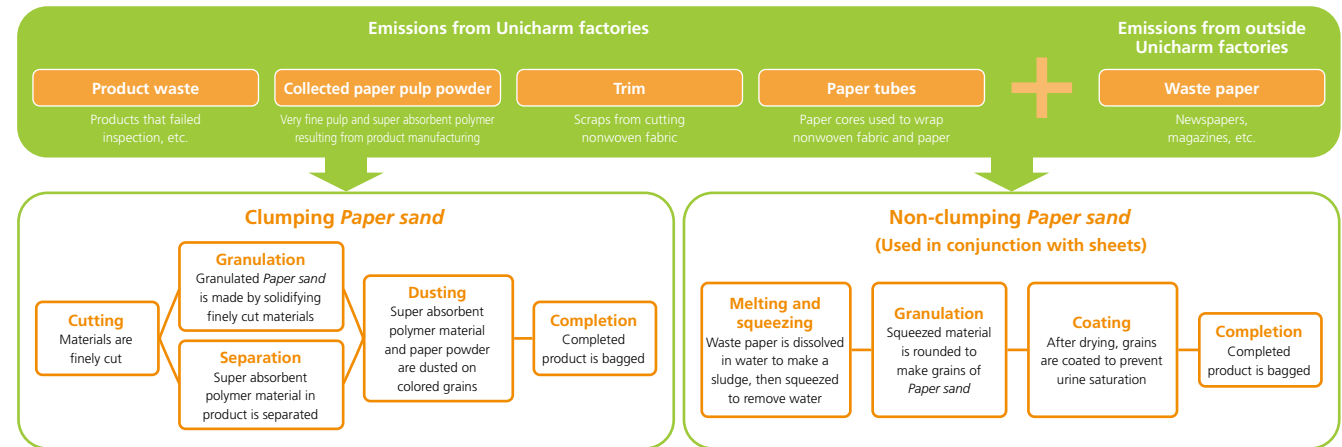 Emissions from Unicharm factories
Emissions from outside
Unicharm factories
Product waste
Products that failed
inspection, etc.
Collected paper pulp powder
Very fine pulp and super absorbent polymer
resulting from product manufacturing
Trim
Scraps from cutting
nonwoven fabric
Paper tubes
Paper cores used to wrap
nonwoven fabric and paper
+
Waste paper
Newspapers,
magazines, etc.
Clumping Paper sand
Cutting
Materials are
finely cut
Granulation
Granulated Paper sand
is made by solidifying
finely cut materials
Separation
Super absorbent
polymer material in
product is separated
Dusting
Super absorbent
polymer material
and paper powder
are dusted on
colored grains
Completion
Completed
product is bagged
Non-clumping Paper sand
(Used in conjunction with sheets)
Melting and
squeezing
Waste paper is dissolved
in water to make a
sludge, then squeezed
to remove water
Granulation
Squeezed material
is rounded to
make grains of
Paper sand
Coating
After drying, grains
are coated to prevent
urine saturation
Completion
Completed
product is bagged